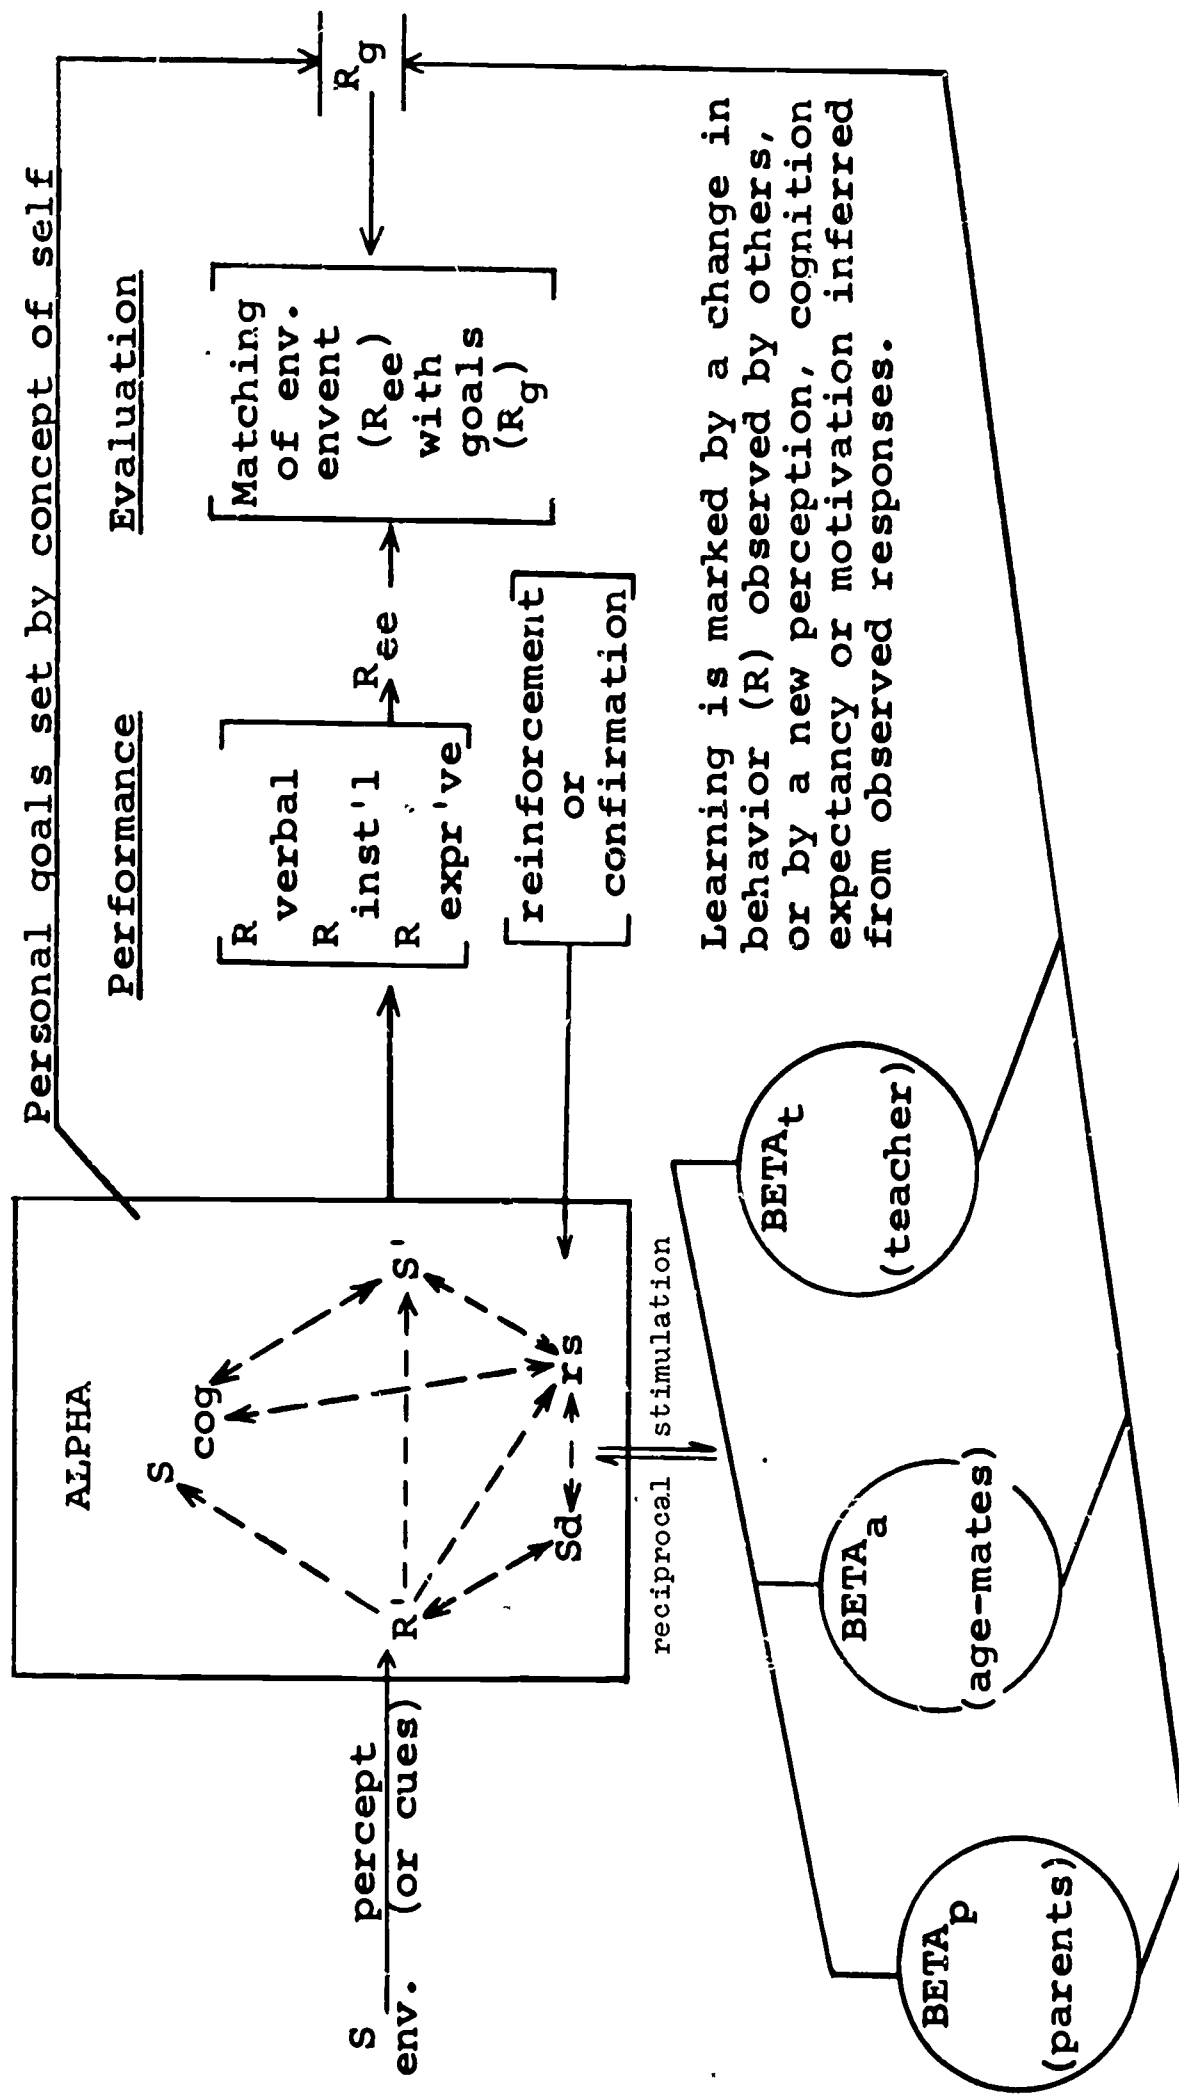 Personal goals set by concept of self
Performance
Evaluation
ALPHA
S
cog
R'
S'
Sd
rs
S percept
env. (or cues)
R verbal
R inst'l
R expr've
R_ee
Matching
of env.
envent
(R_ee)
with
goals
(R_g)
R_g
reinforcement
or
confirmation
reciprocal stimulation
Learning is marked by a change in
behavior (R) observed by others,
or by a new perception, cognition
expectancy or motivation inferred
from observed responses.
BETA_p
(parents)
BETA_a
(age-mates)
BETA_t
(teacher)